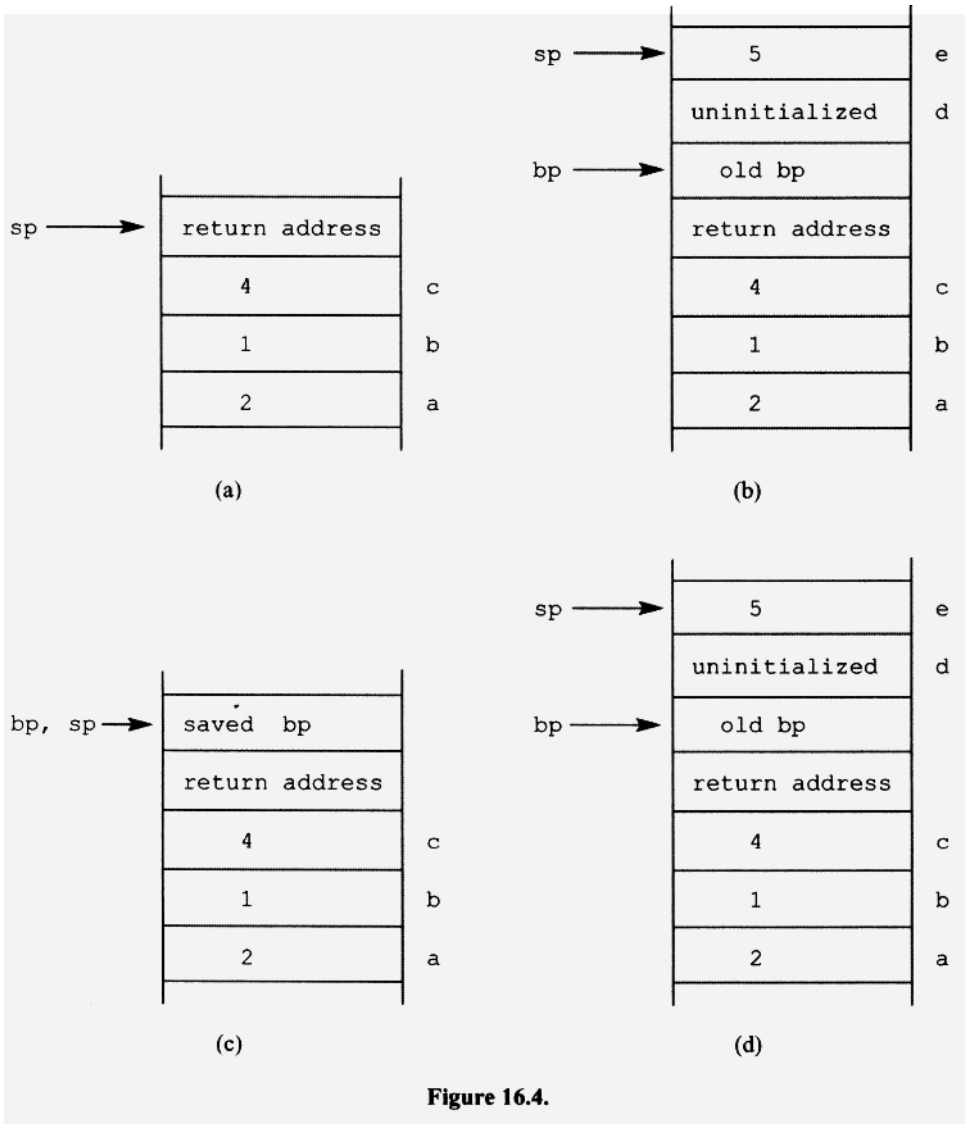 sp
return address
4 c
1 b
2 a
(a)
sp
5 e
uninitialized d
bp
old bp
return address
4 c
1 b
2 a
(b)
bp, sp
saved bp
return address
4 c
1 b
2 a
(c)
sp
5 e
uninitialized d
bp
old bp
return address
4 c
1 b
2 a
(d)
Figure 16.4.